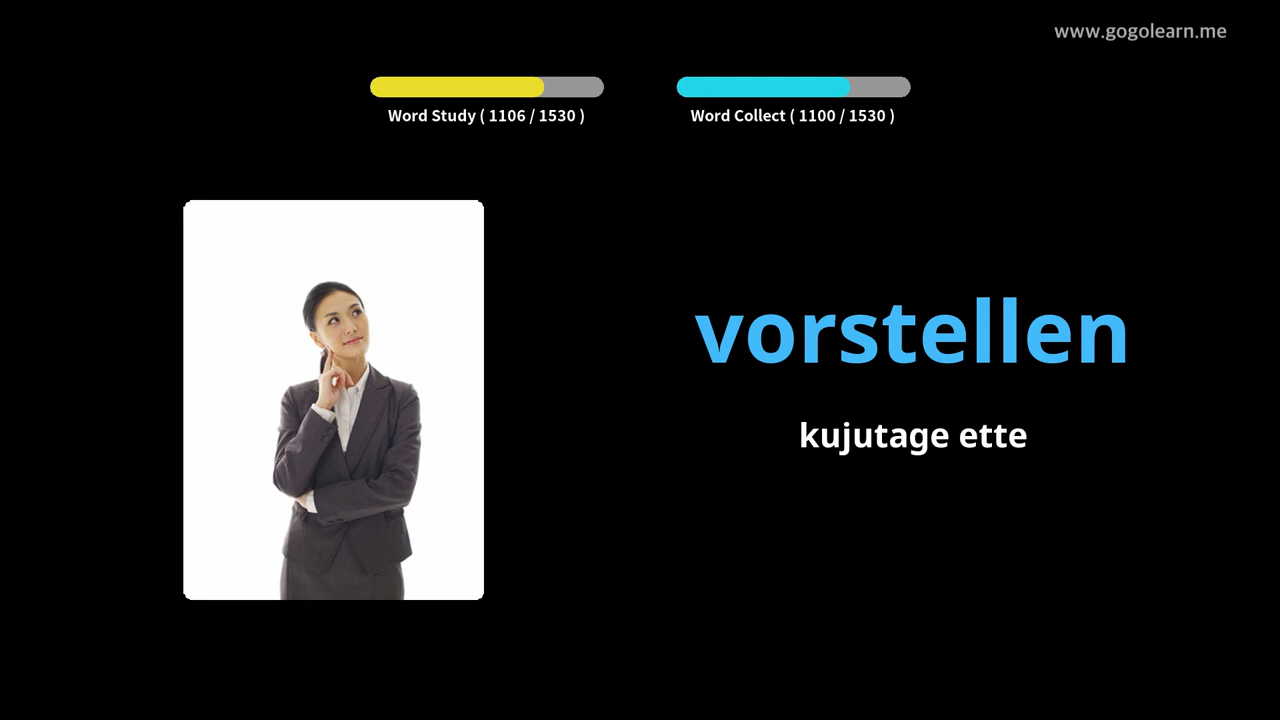 www.gogolearn.me
Word Study ( 1106 / 1530 )
Word Collect ( 1100 / 1530 )
vorstellen
kujutage ette